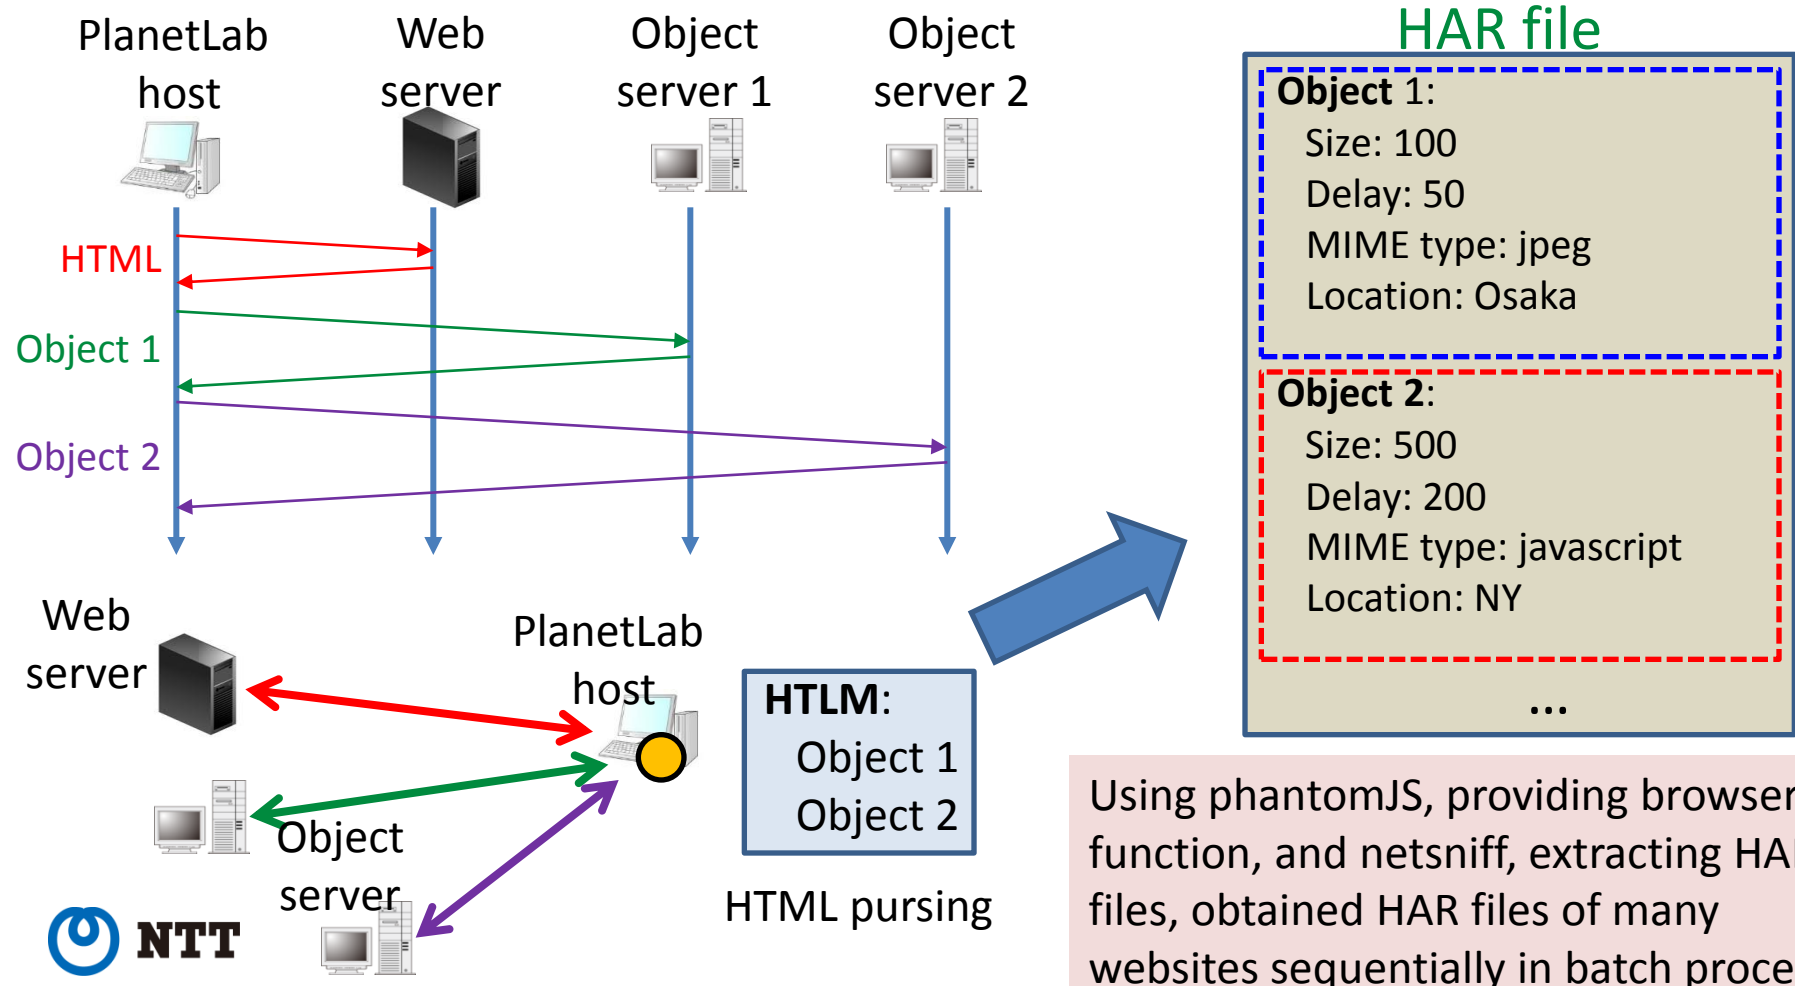 PlanetLab
host
Web
server
Object
server 1
Object
server 2
HTML
Object 1
Object 2
Web
server
PlanetLab
host
Object
server
HTLM:
Object 1
Object 2
HTML pursing
NTT
HAR file
Object 1:
Size: 100
Delay: 50
MIME type: jpeg
Location: Osaka
Object 2:
Size: 500
Delay: 200
MIME type: javascript
Location: NY
...
Using phantomJS, providing browser
function, and netsniff, extracting
files, obtained HAR files of many
websites sequentially in batch